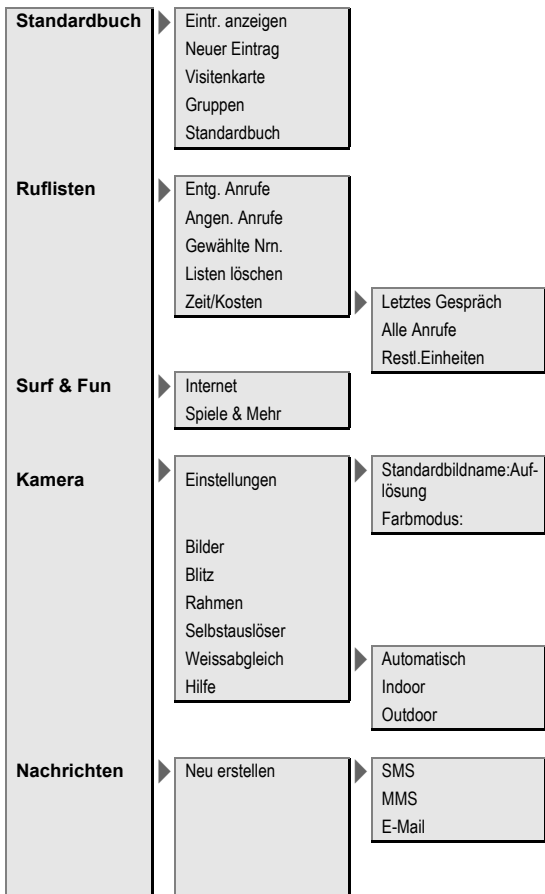 Standardbuch
Eintr. anzeigen
Neuer Eintrag
Visitenkarte
Gruppen
Standardbuch
Ruflisten
Entg. Anrufe
Angen. Anrufe
Gewählte Nrn.
Listen löschen
Zeit/Kosten
Letztes Gespräch
Alle Anrufe
Restl.Einheiten
Surf & Fun
Internet
Spiele & Mehr
Kamera
Einstellungen
Standardbildname:Auf-
lösung
Farbmodus:
Bilder
Blitz
Rahmen
Selbstauslöser
Weissabgleich
Hilfe
Automatisch
Indoor
Outdoor
Nachrichten
Neu erstellen
SMS
MMS
E-Mail